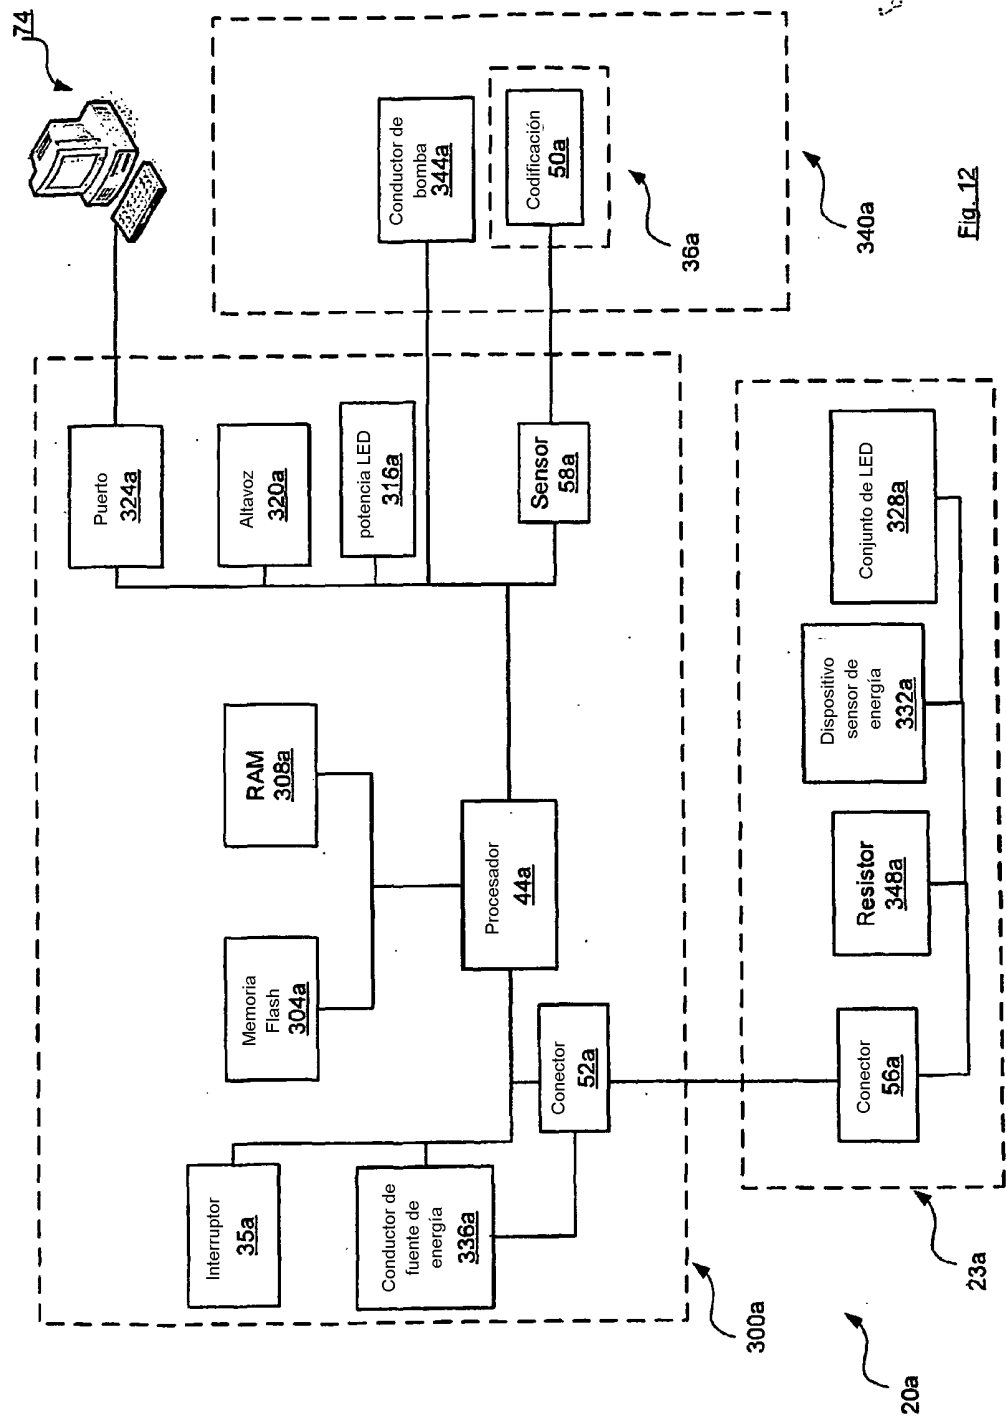 74
Puerto
324a
Altavoz
320a
potencia LED
316a
Conductor de
bomba
344a
Codificación
50a
36a
340a
Sensor
58a
RAM
308a
Memoria
Flash
304a
Procesador
44a
Interruptor
35a
Conductor de
fuente de
energía
336a
Conector
52a
300a
Conector
56a
Resistor
348a
Dispositivo
sensor de
energía
332a
Conjunto de LED
328a
23a
20a
Fig. 12